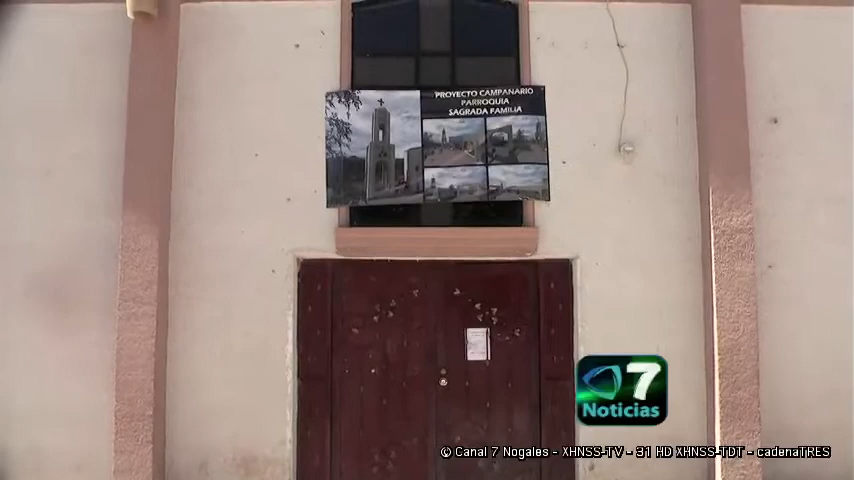 PROYECTO CAMPANARIO
PARROQUIA
SAGRADA FAMILIA
7
Noticias
© Canal 7 Nogales - XHNSS-TV - 31 HD XHNSS-TDT - cadenaTRES